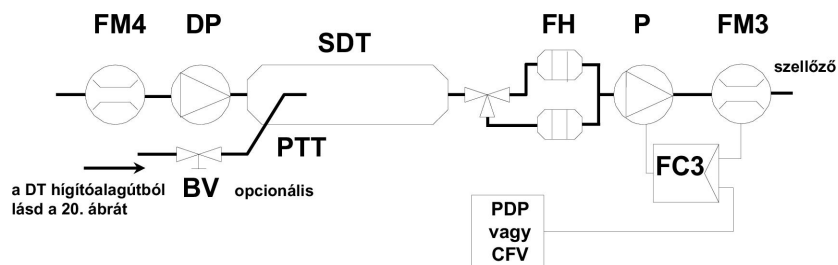 FM4 DP SDT FH P FM3
szellőző
PTT
FC3
a DT hígítóalagútból
lásd a 20. ábrát
BV opcionális
PDP
vagy
CFV